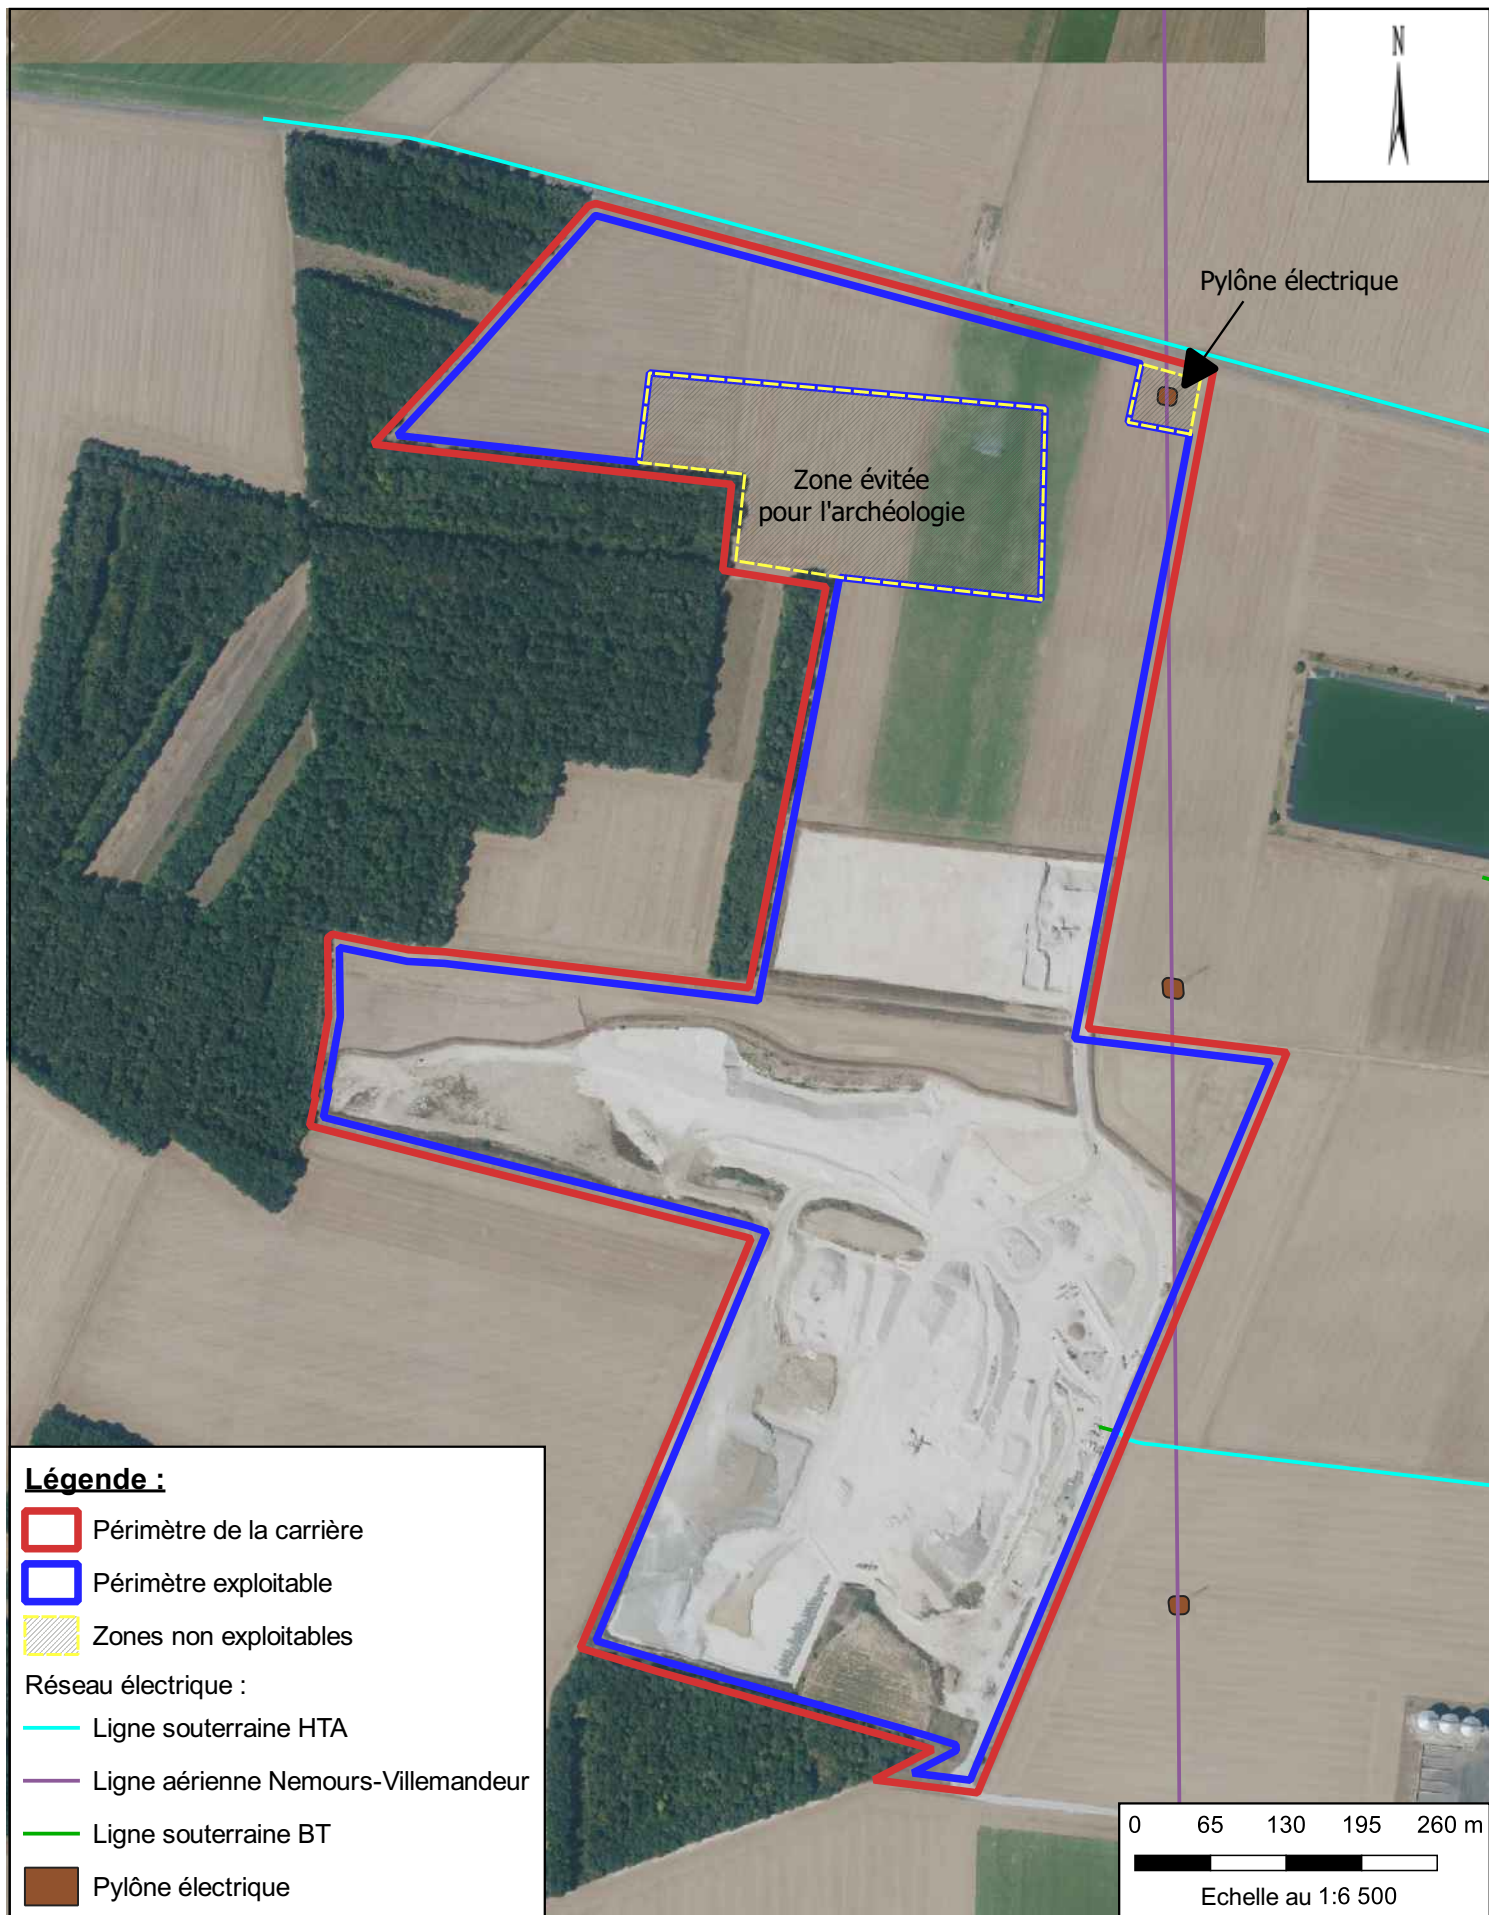 N
Pylône électrique
Zone évitée
pour l'archéologie
Légende :
Périmètre de la carrière
Périmètre exploitable
Zones non exploitables
Réseau électrique :
Ligne souterraine HTA
Ligne aérienne Nemours-Villemandeur
Ligne souterraine BT
Pylône électrique
0 65 130 195 260 m
Echelle au 1:6 500